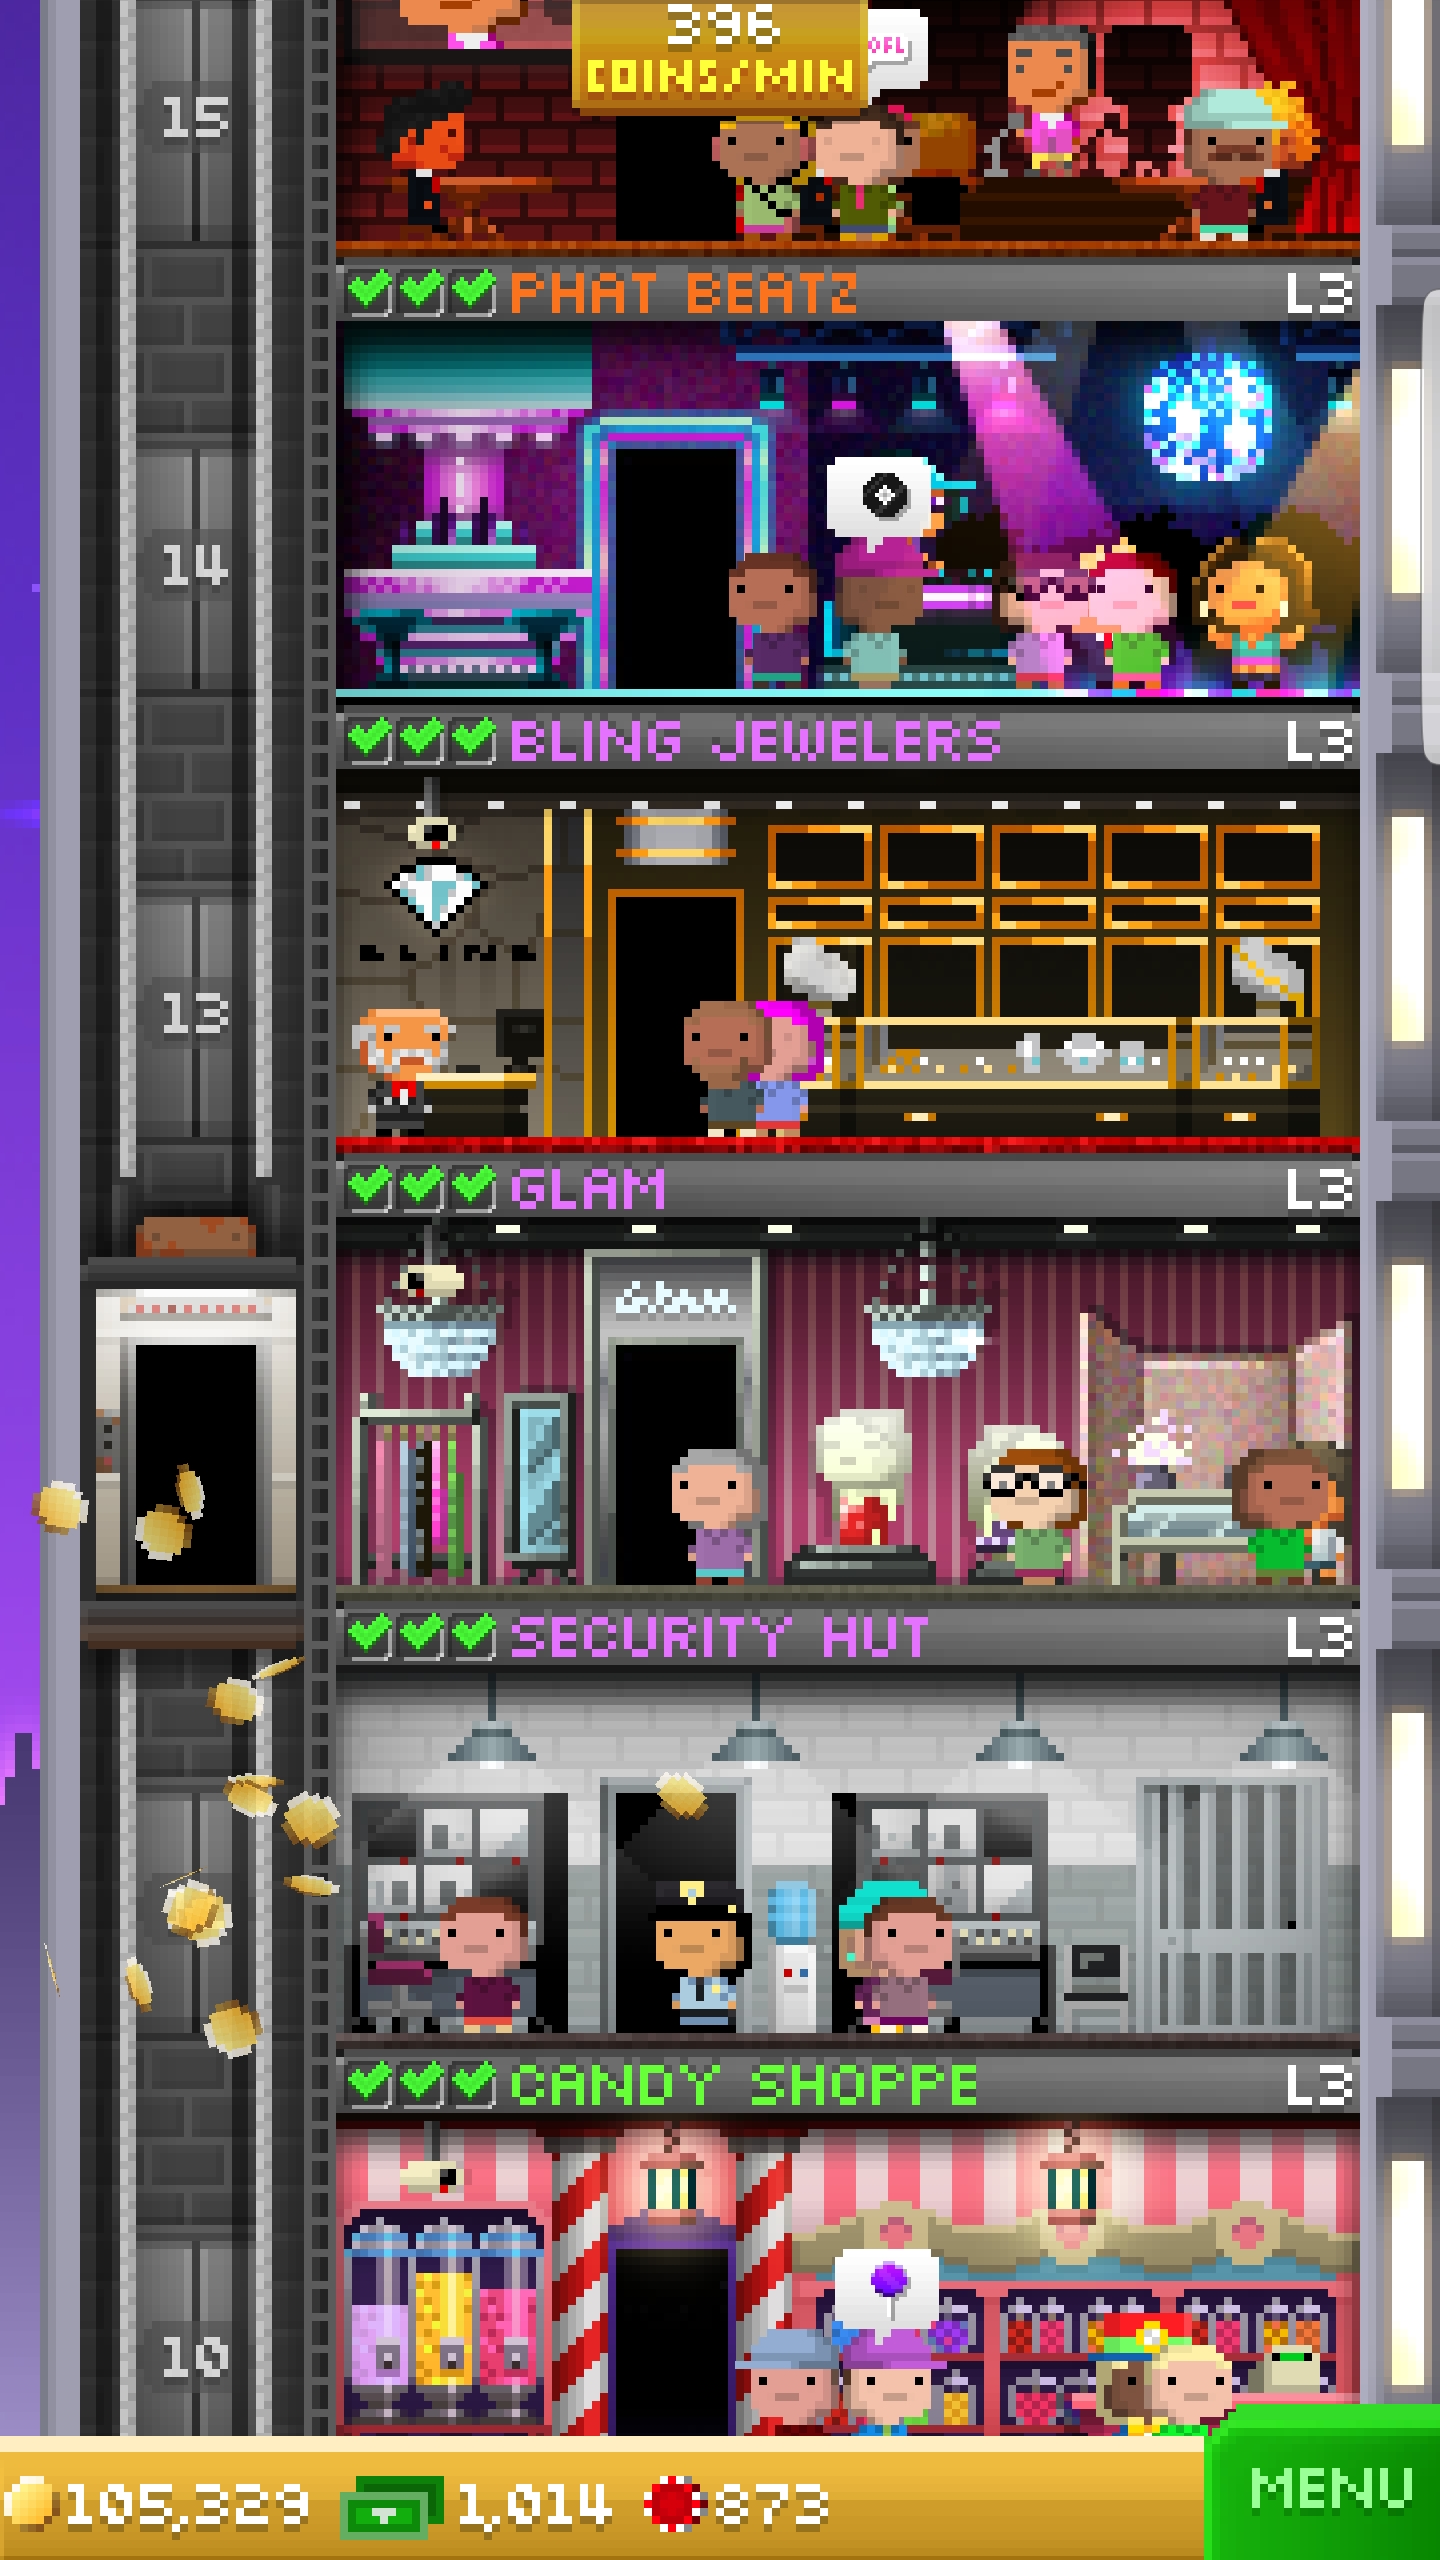 396
COINS/MIN
OFL
15
PHAT BEATZ
L3
14
BLING JEWELERS
L3
BLING
13
GLAM
L3
Glam
SECURITY HUT
L3
CANDY SHOPPE
L3
10
105,329
1,014
873
MENU